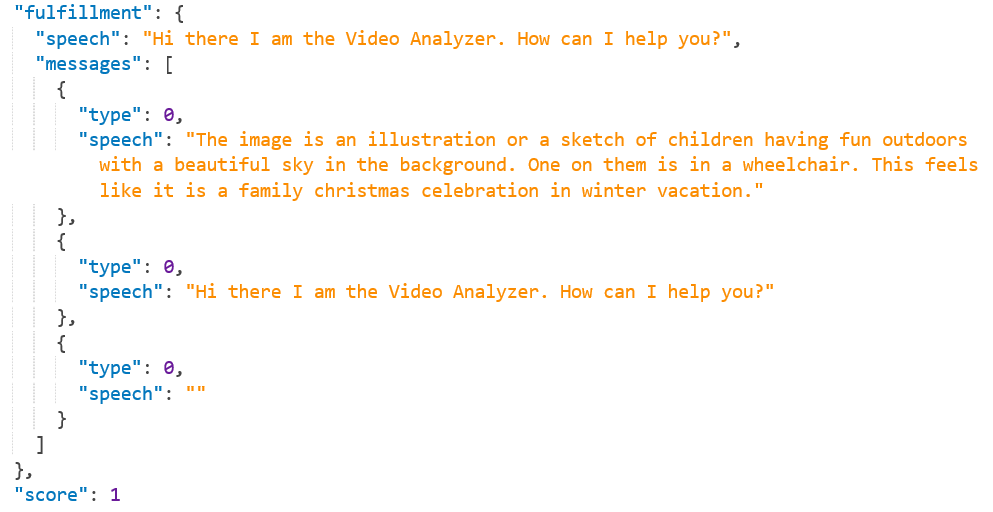 "fulfillment": {
"speech": "Hi there I am the Video Analyzer. How can I help you?",
"messages": [
{
"type": 0,
"speech": "The image is an illustration or a sketch of children having fun outdoors
with a beautiful sky in the background. One on them is in a wheelchair. This feels
like it is a family christmas celebration in winter vacation."
},
{
"type": 0,
"speech": "Hi there I am the Video Analyzer. How can I help you?"
},
{
"type": 0,
"speech": ""
}
]
},
"score": 1